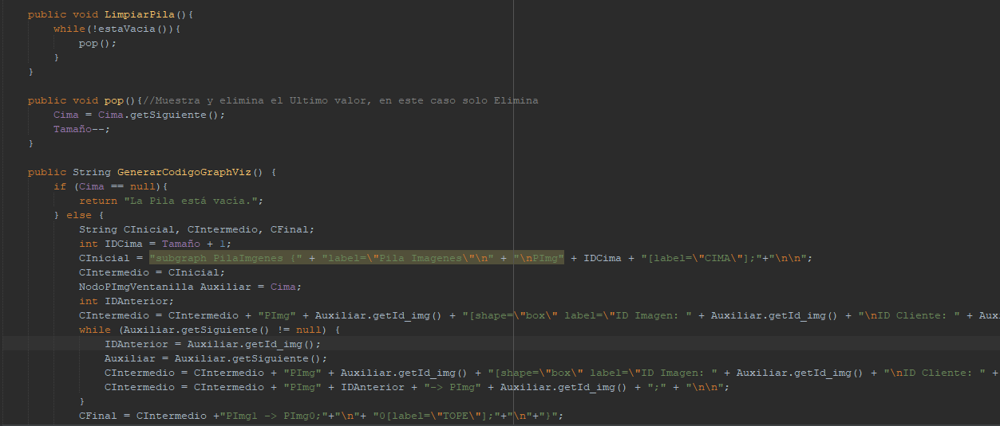 public void LimpiarPila(){
while(!estaVacia()){
pop();
}
}
public void pop(){//Muestra y elimina el Ultimo valor, en este caso solo Elimina
Cima = Cima.getSiguiente();
Tamaño--;
}
public String GenerarCodigoGraphViz() {
if (Cima == null){
return "La Pila está vacía.";
} else {
String CInicial, CIntermedio, CFinal;
int IDCima = Tamaño + 1;
CInicial = "subgraph PilaImgenes {" + "label=\"Pila Imagenes\"\n" + "\nPImg" + IDCima + "[label=\"CIMA\"];"+"\n\n";
CIntermedio = CInicial;
NodoPImgVentanilla Auxiliar = Cima;
int IDAnterior;
CIntermedio = CIntermedio + "PImg" + Auxiliar.getId_img() + "[shape=\"box\" label=\"ID Imagen: " + Auxiliar.getId_img() + "\nID Cliente: " + Aux
while (Auxiliar.getSiguiente() != null) {
IDAnterior = Auxiliar.getId_img();
Auxiliar = Auxiliar.getSiguiente();
CIntermedio = CIntermedio + "PImg" + Auxiliar.getId_img() + "[shape=\"box\" label=\"ID Imagen: " + Auxiliar.getId_img() + "\nID Cliente: " +
CIntermedio = CIntermedio + "PImg" + IDAnterior + "-> PImg" + Auxiliar.getId_img() + ";" + "\n\n";
}
CFinal = CIntermedio +"PImg1 -> PImg0;"+"\n"+ "0[label=\"TOPE\"];"+"\n"+"}";